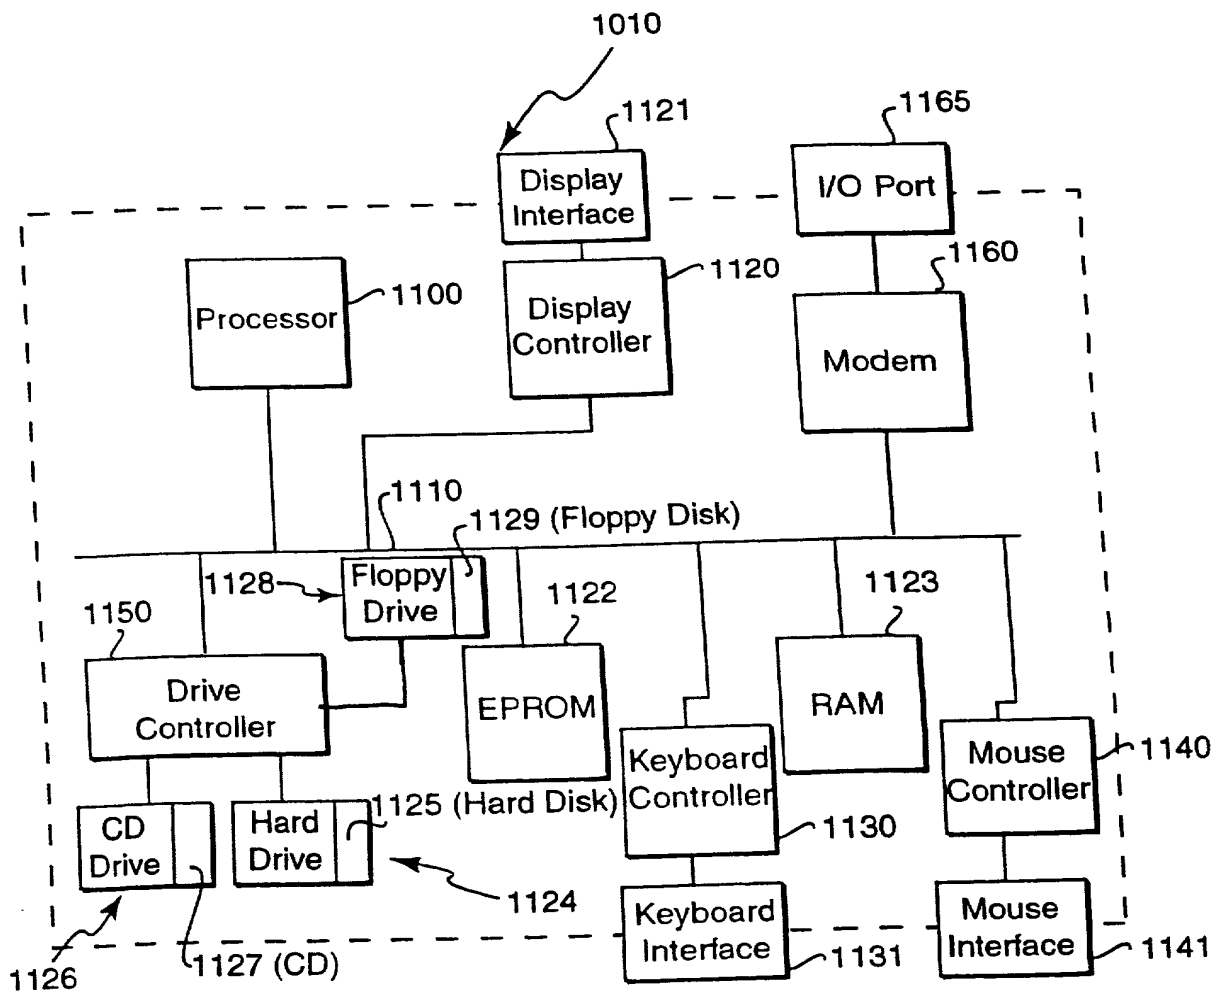 1010
1121
1165
Display
Interface
I/O Port
1160
1120
1100
Processor
Display
Controller
Modem
1110
1129 (Floppy Disk)
1128
Floppy
Drive
1122
1123
1150
Drive
Controller
EPROM
RAM
Keyboard
Controller
Mouse
Controller
1140
1125 (Hard Disk)
CD
Drive
Hard
Drive
1130
1124
Keyboard
Interface
Mouse
Interface
1126
1127 (CD)
1131
1141